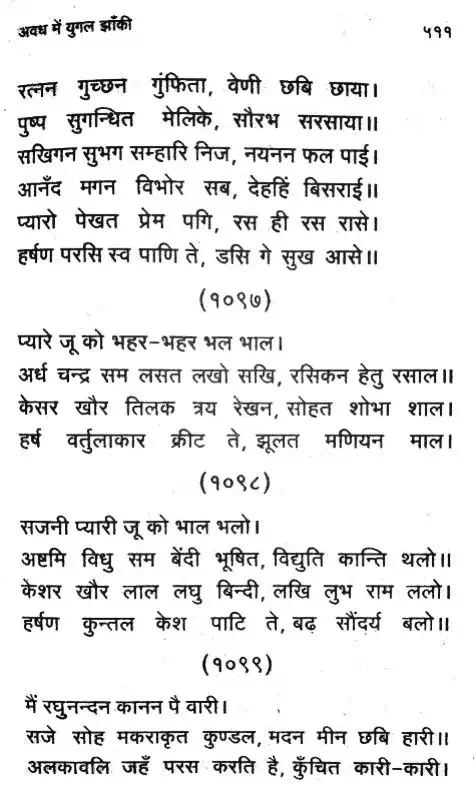 अवध में युगल झाँकी ५११
रत्नन गुच्छन गुंफिता, वेणी छबि छाया।
पुष्प सुगन्धित मेलिके, सौरभ सरसाया॥
सखिगन सुभग सम्हारि निज, नयनन फल पाई।
आनँद मगन विभोर सब, देहहिं बिसराई॥
प्यारो पेखत प्रेम पगि, रस ही रस रासे।
हर्षण परसि स्व पाणि ते, डसि गे सुख आसे॥
(१०९७)
प्यारे जू को भहर-भहर भल भाल।
अर्ध चन्द्र सम लसत लखो सखि, रसिकन हेतु रसाल॥
केसर खौर तिलक त्रय रेखन, सोहत शोभा शाल।
हर्ष वर्तुलाकार क्रीट ते, झूलत मणियन माल।
(१०९८)
सजनी प्यारी जू को भाल भलो।
अष्टमि विधु सम बेंदी भूषित, विद्युति कान्ति थलो॥
केशर खौर लाल लघु बिन्दी, लखि लुभ राम ललो।
हर्षण कुन्तल केश पाटि ते, बढ़ सौंदर्य बलो॥
(१०९९)
मैं रघुनन्दन कानन पै वारी।
सजे सोह मकराकृत कुण्डल, मदन मीन छबि हारी॥
अलकावलि जहँ परस करति है, कुँचित कारी-कारी।